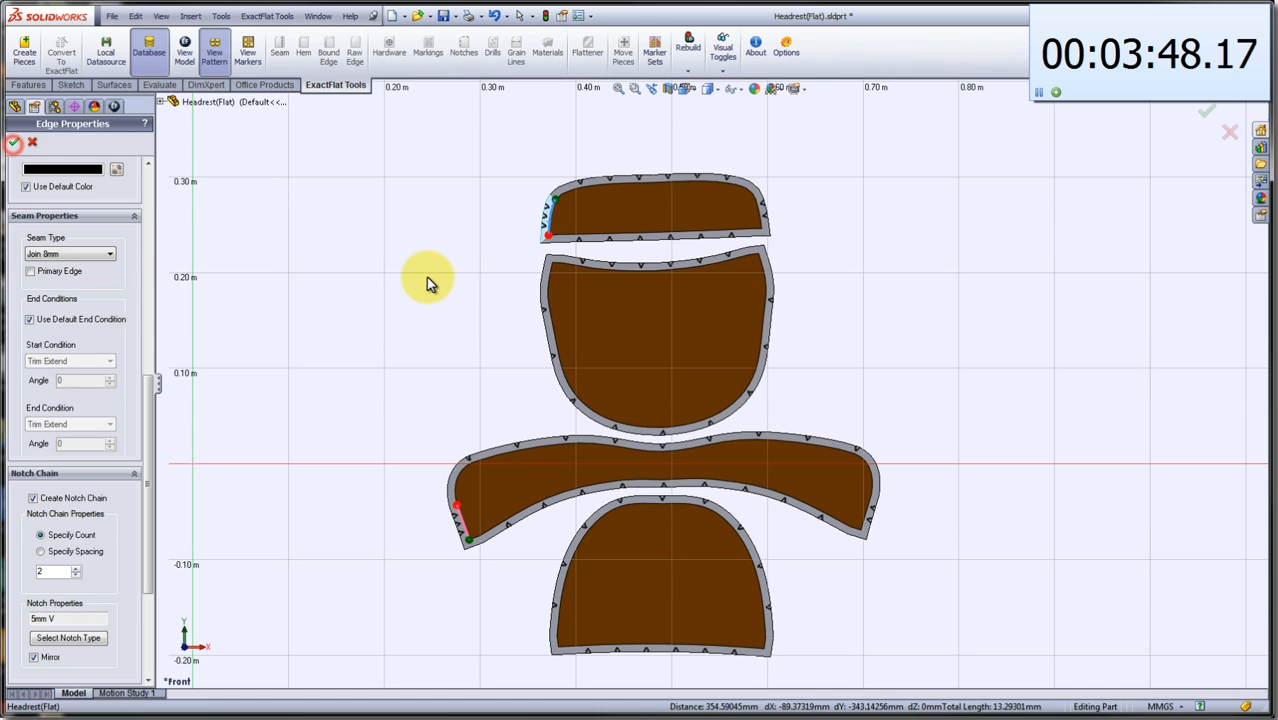 SOLIDWORKS File Edit View Insert Tools ExactFlat Tools Window Help Headrest(Flat).sldprt *
00:03:48.17
Create Pieces Convert To ExactFlat Local Datasource Database View Model View Pattern View Markers Seam Hem Bound Edge Raw Edge Hardware Markings Notches Drills Grain Lines Materials Flattener Move Pieces Marker Sets Rebuild Visual Toggles About Options
Features Sketch Surfaces Evaluate DimXpert Office Products ExactFlat Tools
0.20 m 0.30 m 0.40 m 0.50 m 0.60 m 0.70 m 0.80 m
Headrest(Flat) (Default<<...
Edge Properties ?
Use Default Color
Seam Properties
Seam Type
Join 8mm
Primary Edge
End Conditions
Use Default End Condition
Start Condition
Trim Extend
Angle 0
End Condition
Trim Extend
Angle 0
Notch Chain
Create Notch Chain
Notch Chain Properties
Specify Count
Specify Spacing
2
Notch Properties
5mm V
Select Notch Type
Mirror
0.30 m
0.20 m
0.10 m
-0.10 m
-0.20 m
Y
X
*Front
Model Motion Study 1
Headrest(Flat) Distance: 354.59045mm dX: -89.37319mm dY: -343.14256mm dZ: 0mm Total Length: 13.29301mm Editing Part MMGS